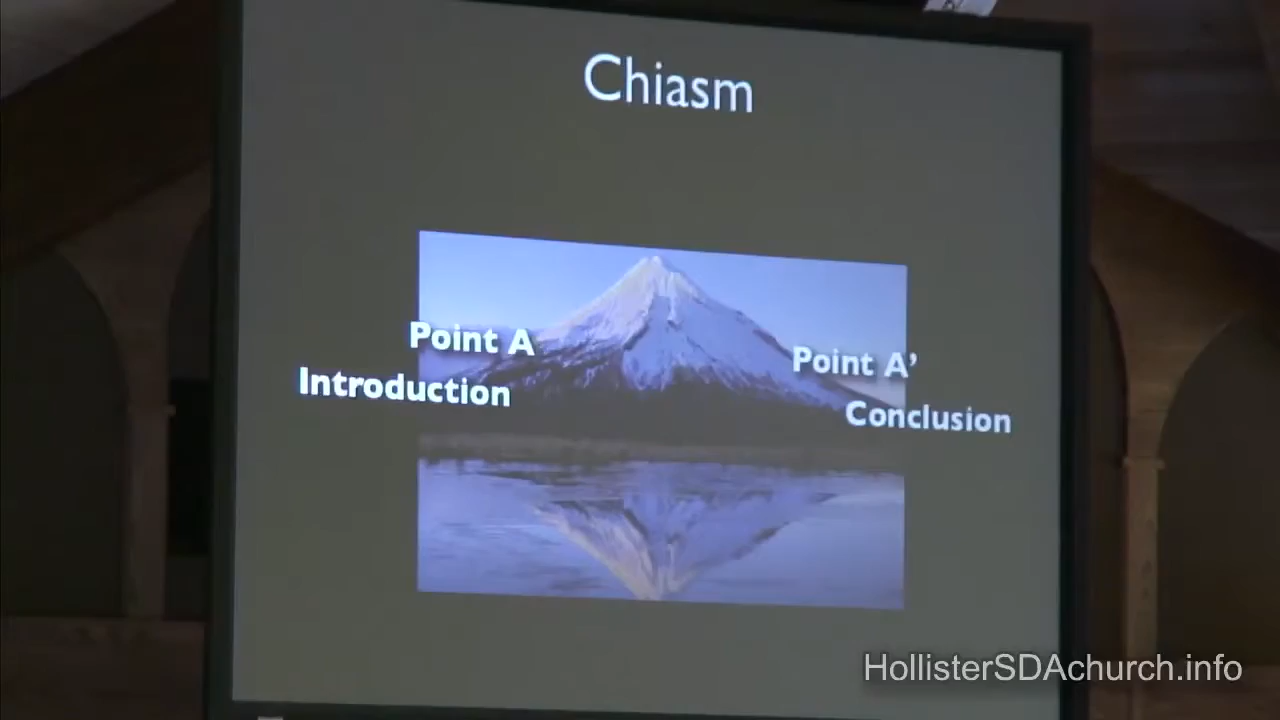 Chiasm
Point A
Introduction
Point A’
Conclusion
HollisterSDAchurch.info